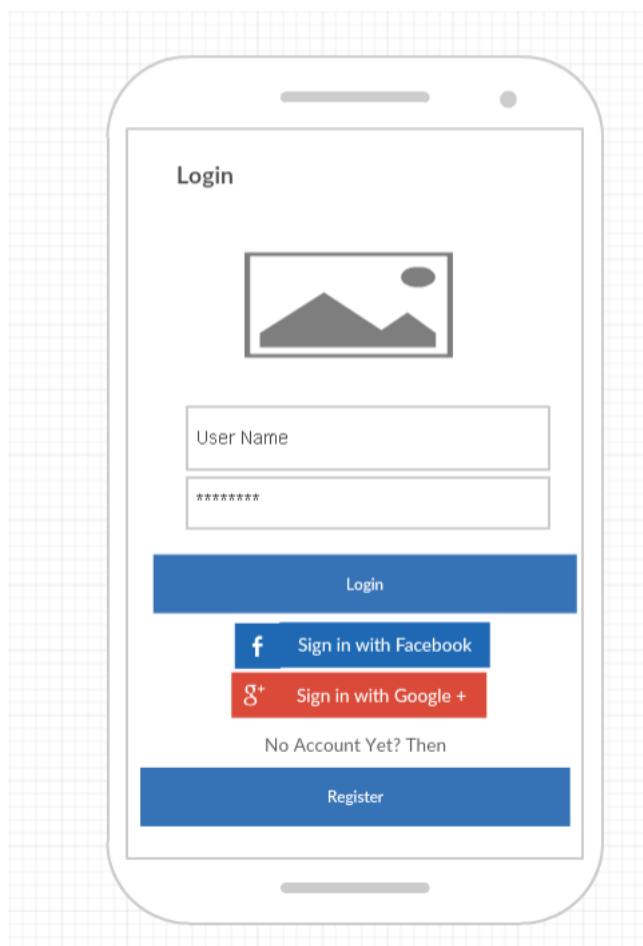 Login
User Name
********
Login
f Sign in with Facebook
g+ Sign in with Google +
No Account Yet? Then
Register